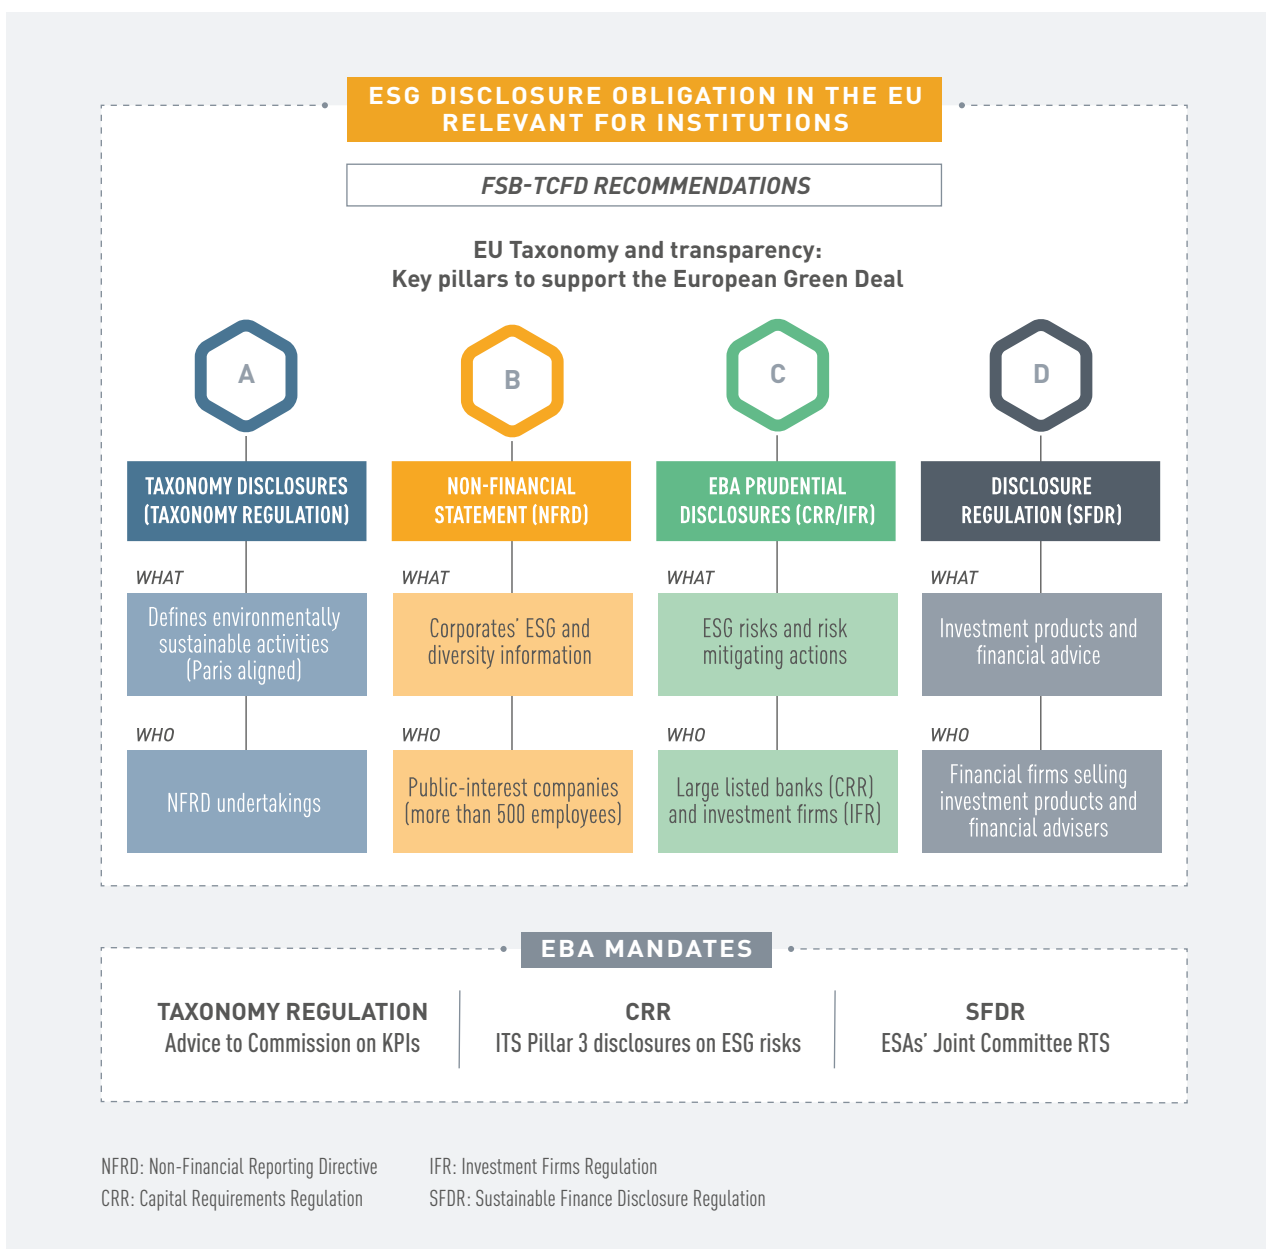 ESG DISCLOSURE OBLIGATION IN THE EU
RELEVANT FOR INSTITUTIONS
FSB-TCFD RECOMMENDATIONS
EU Taxonomy and transparency:
Key pillars to support the European Green Deal
A
TAXONOMY DISCLOSURES
(TAXONOMY REGULATION)
WHAT
Defines environmentally
sustainable activities
(Paris aligned)
WHO
NFRD undertakings
B
NON-FINANCIAL
STATEMENT (NFRD)
WHAT
Corporates’ ESG and
diversity information
WHO
Public-interest companies
(more than 500 employees)
C
EBA PRUDENTIAL
DISCLOSURES (CRR/IFR)
WHAT
ESG risks and risk
mitigating actions
WHO
Large listed banks (CRR)
and investment firms (IFR)
D
DISCLOSURE
REGULATION (SFDR)
WHAT
Investment products and
financial advice
WHO
Financial firms selling
investment products and
financial advisers
EBA MANDATES
TAXONOMY REGULATION
Advice to Commission on KPIs
CRR
ITS Pillar 3 disclosures on ESG risks
SFDR
ESAs’ Joint Committee RTS
NFRD: Non-Financial Reporting Directive
CRR: Capital Requirements Regulation
IFR: Investment Firms Regulation
SFDR: Sustainable Finance Disclosure Regulation